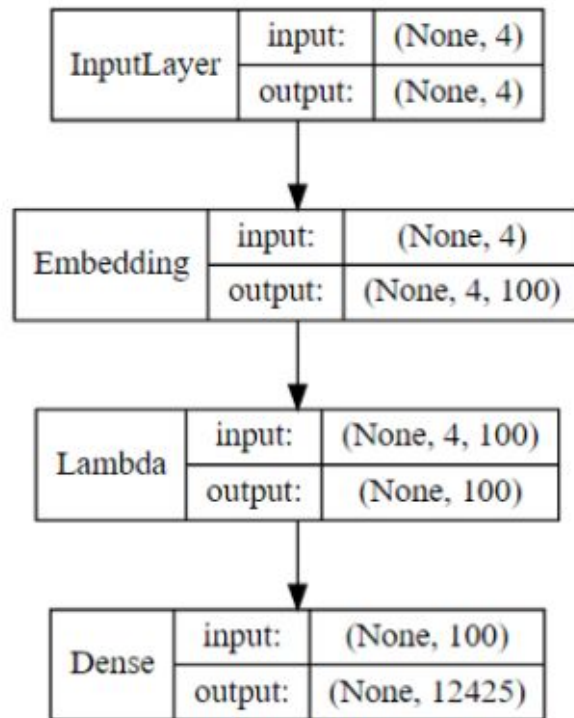 InputLayer
input: (None, 4)
output: (None, 4)
Embedding
input: (None, 4)
output: (None, 4, 100)
Lambda
input: (None, 4, 100)
output: (None, 100)
Dense
input: (None, 100)
output: (None, 12425)